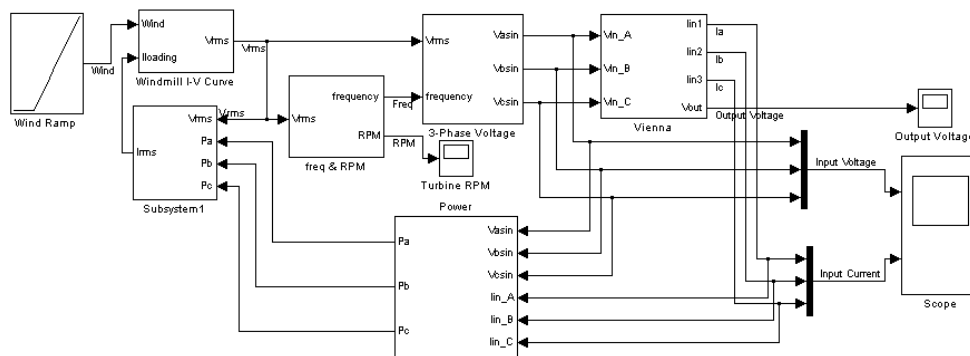 Wind
Iloading
Vrms
Windmill I-V Curve
Wind
Wind Ramp
Vrms
Vrms
Vrms
Pa
Pb
Pc
Irms
Subsystem1
Vrms
frequency
RPM
freq & RPM
Freq
RPM
Turbine RPM
Vrms
frequency
Vasin
Vbsin
Vcsin
3-Phase Voltage
Vin_A
Vin_B
Vin_C
Iin1
Iin2
Iin3
Vout
Vienna
Ia
Ib
Ic
Output Voltage
Output Voltage
Input Voltage
Input Current
Scope
Power
Pa
Pb
Pc
Vasin
Vbsin
Vcsin
Iin_A
Iin_B
Iin_C